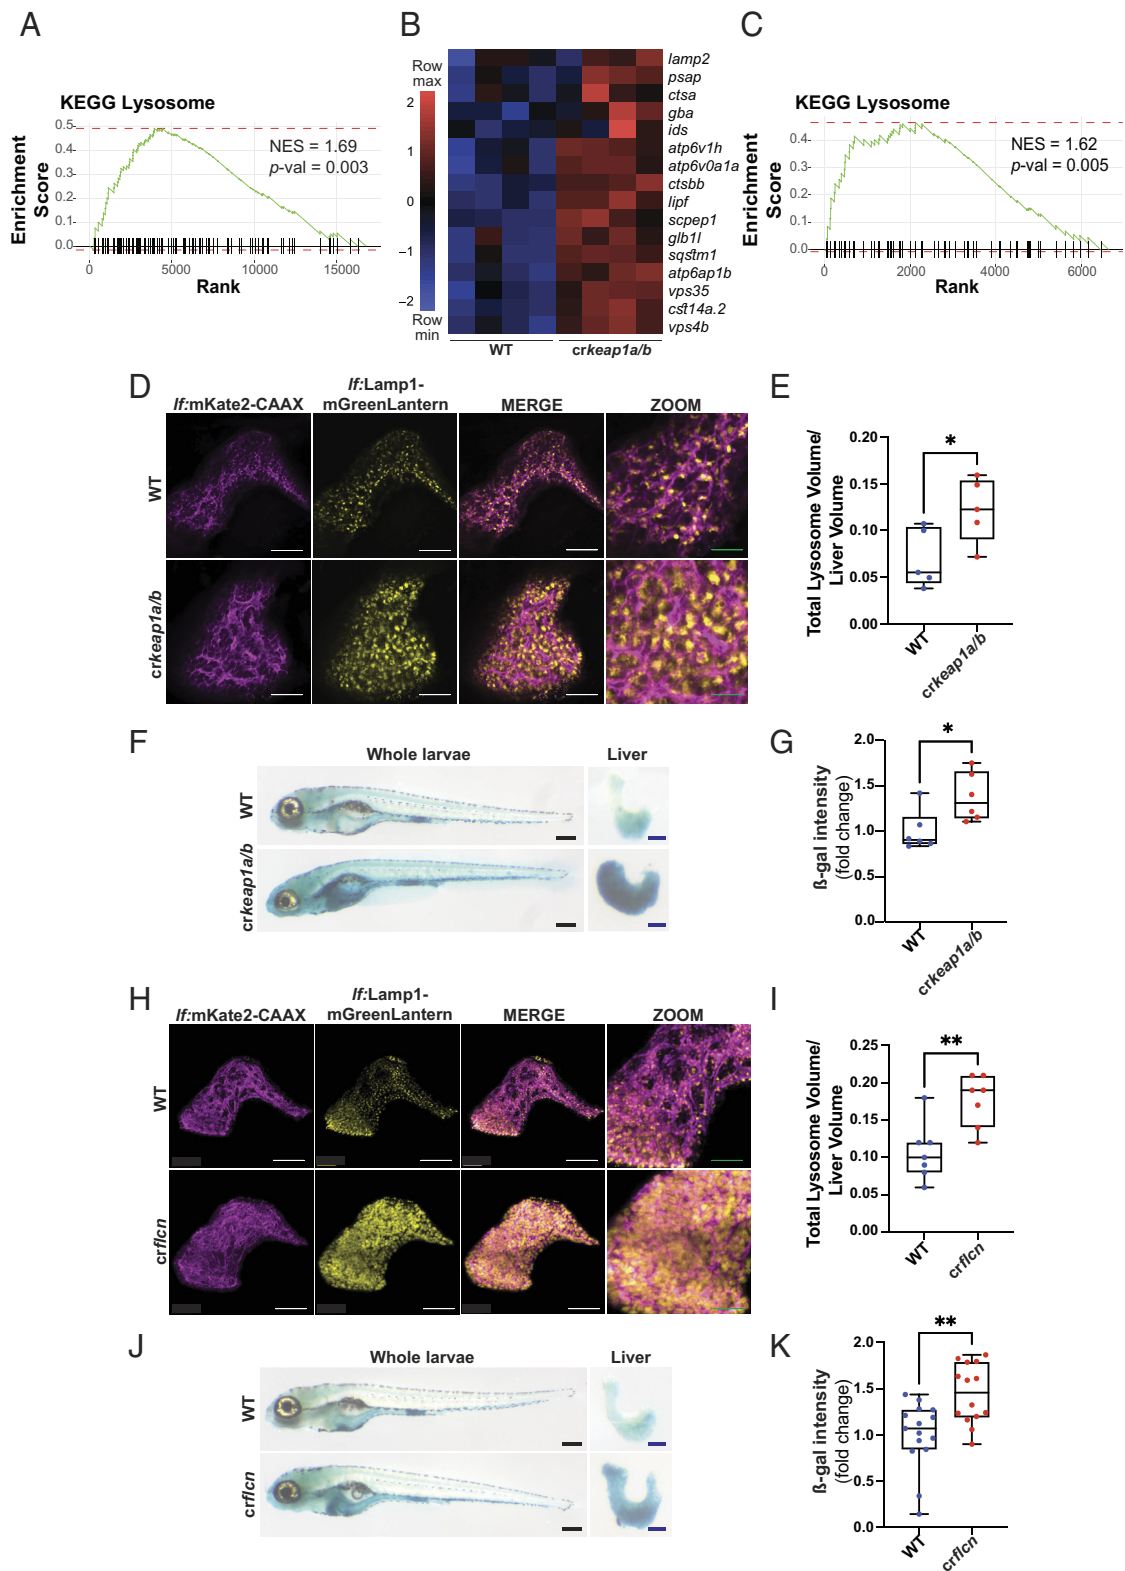 A
KEGG Lysosome
Enrichment
Score
0.5
0.4
0.3
0.2
0.1
0.0
NES = 1.69
p-val = 0.003
0
5000
10000
15000
Rank
B
Row
max
2
1
0
−1
−2
Row
min
lamp2
psap
ctsa
gba
ids
atp6v1h
atp6v0a1a
ctsbb
lipf
scpep1
glb1l
sqstm1
atp6ap1b
vps35
cst14a.2
vps4b
WT
crkeap1a/b
C
KEGG Lysosome
Enrichment
Score
0.4
0.3
0.2
0.1
0.0
NES = 1.62
p-val = 0.005
0
2000
4000
6000
Rank
D
lf:mKate2-CAAX
lf:Lamp1-
mGreenLantern
MERGE
ZOOM
WT
crkeap1a/b
E
Total Lysosome Volume/
Liver Volume
0.20
0.15
0.10
0.05
0.00
*
WT
crkeap1a/b
F
Whole larvae
Liver
WT
crkeap1a/b
G
ß-gal intensity
(fold change)
2.0
1.5
1.0
0.5
0.0
*
WT
crkeap1a/b
H
lf:mKate2-CAAX
lf:Lamp1-
mGreenLantern
MERGE
ZOOM
WT
crflcn
I
Total Lysosome Volume/
Liver Volume
0.25
0.20
0.15
0.10
0.05
0.00
**
WT
crflcn
J
Whole larvae
Liver
WT
crflcn
K
ß-gal intensity
(fold change)
2.0
1.5
1.0
0.5
0.0
**
WT
crflcn